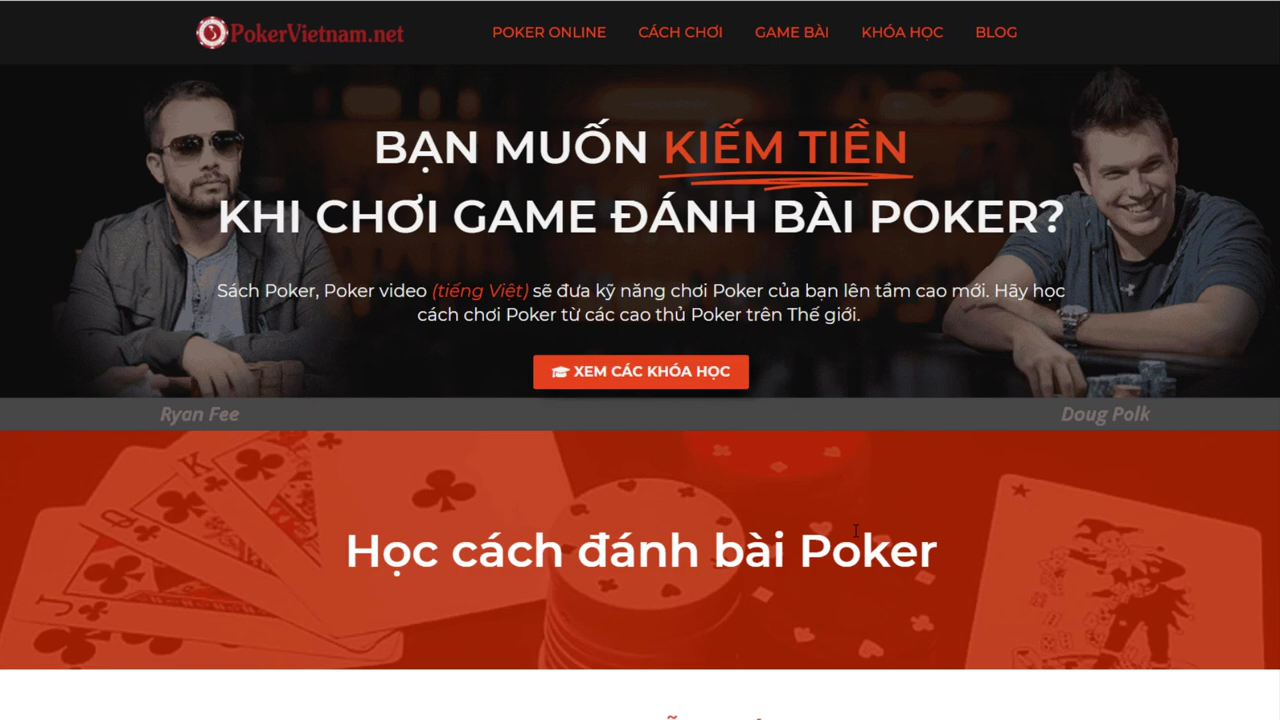 PokerVietnam.net
POKER ONLINE
CÁCH CHƠI
GAME BÀI
KHÓA HỌC
BLOG
BẠN MUỐN KIẾM TIỀN
KHI CHƠI GAME ĐÁNH BÀI POKER?
Sách Poker, Poker video (tiếng Việt) sẽ đưa kỹ năng chơi Poker của bạn lên tầm cao mới. Hãy học
cách chơi Poker từ các cao thủ Poker trên Thế giới.
XEM CÁC KHÓA HỌC
Ryan Fee
Doug Polk
K
Q
J
Học cách đánh bài Poker